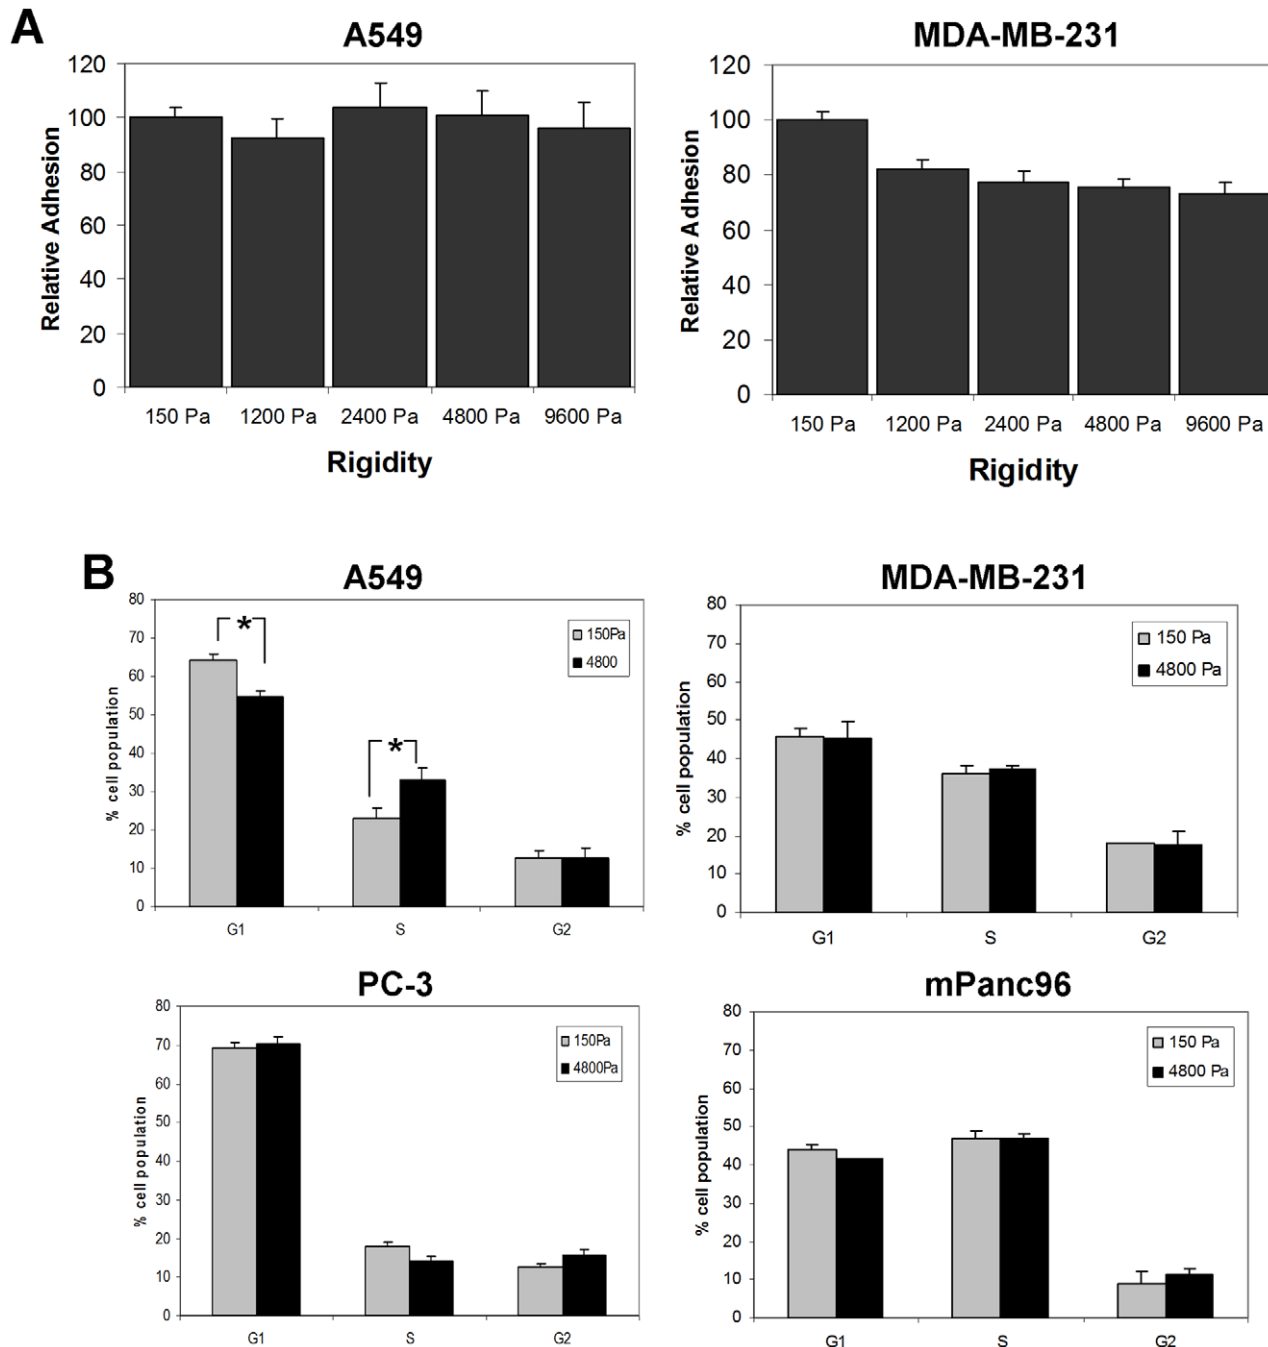 A
A549
MDA-MB-231
120
100
80
60
40
20
0
Relative Adhesion
150 Pa 1200 Pa 2400 Pa 4800 Pa 9600 Pa
Rigidity
120
100
80
60
40
20
0
Relative Adhesion
150 Pa 1200 Pa 2400 Pa 4800 Pa 9600 Pa
Rigidity
B
A549
80
70
60
50
40
30
20
10
0
% cell population
*
*
150Pa
4800
G1 S G2
MDA-MB-231
80
70
60
50
40
30
20
10
0
% cell population
150 Pa
4800 Pa
G1 S G2
PC-3
80
70
60
50
40
30
20
10
0
% cell population
150Pa
4800Pa
G1 S G2
mPanc96
80
70
60
50
40
30
20
10
0
% cell population
150 Pa
4800 Pa
G1 S G2